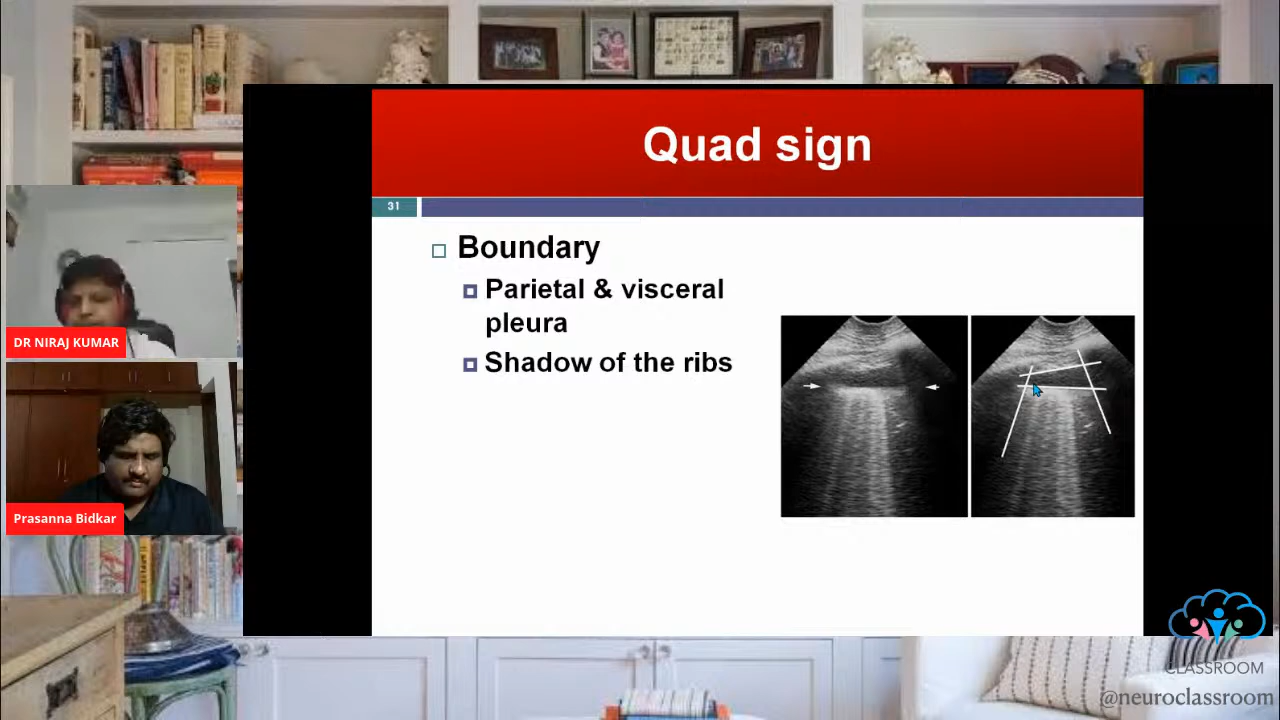 Quad sign
31
Boundary
Parietal & visceral
pleura
Shadow of the ribs
DR NIRAJ KUMAR
Prasanna Bidkar
CLASSROOM
@neuroclassroom